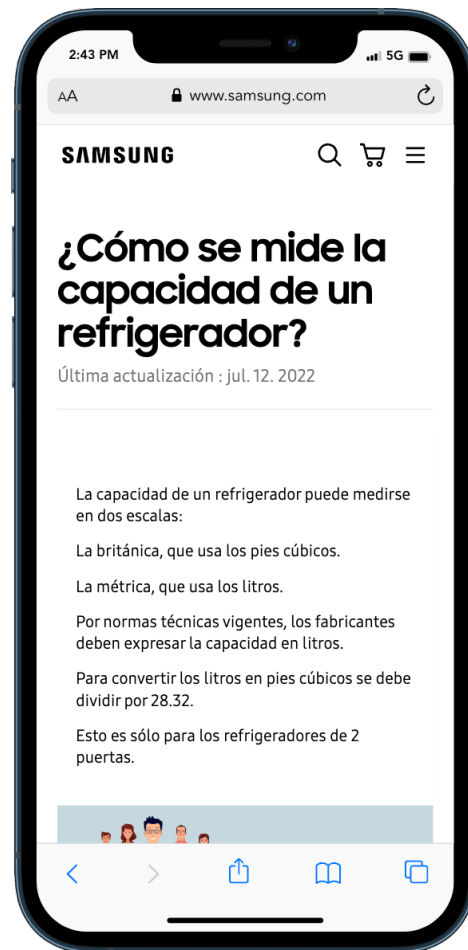 2:43 PM
5G
AA
www.samsung.com
SAMSUNG
¿Cómo se mide la
capacidad de un
refrigerador?
Última actualización : jul. 12. 2022
La capacidad de un refrigerador puede medirse
en dos escalas:
La británica, que usa los pies cúbicos.
La métrica, que usa los litros.
Por normas técnicas vigentes, los fabricantes
deben expresar la capacidad en litros.
Para convertir los litros en pies cúbicos se debe
dividir por 28.32.
Esto es sólo para los refrigeradores de 2
puertas.